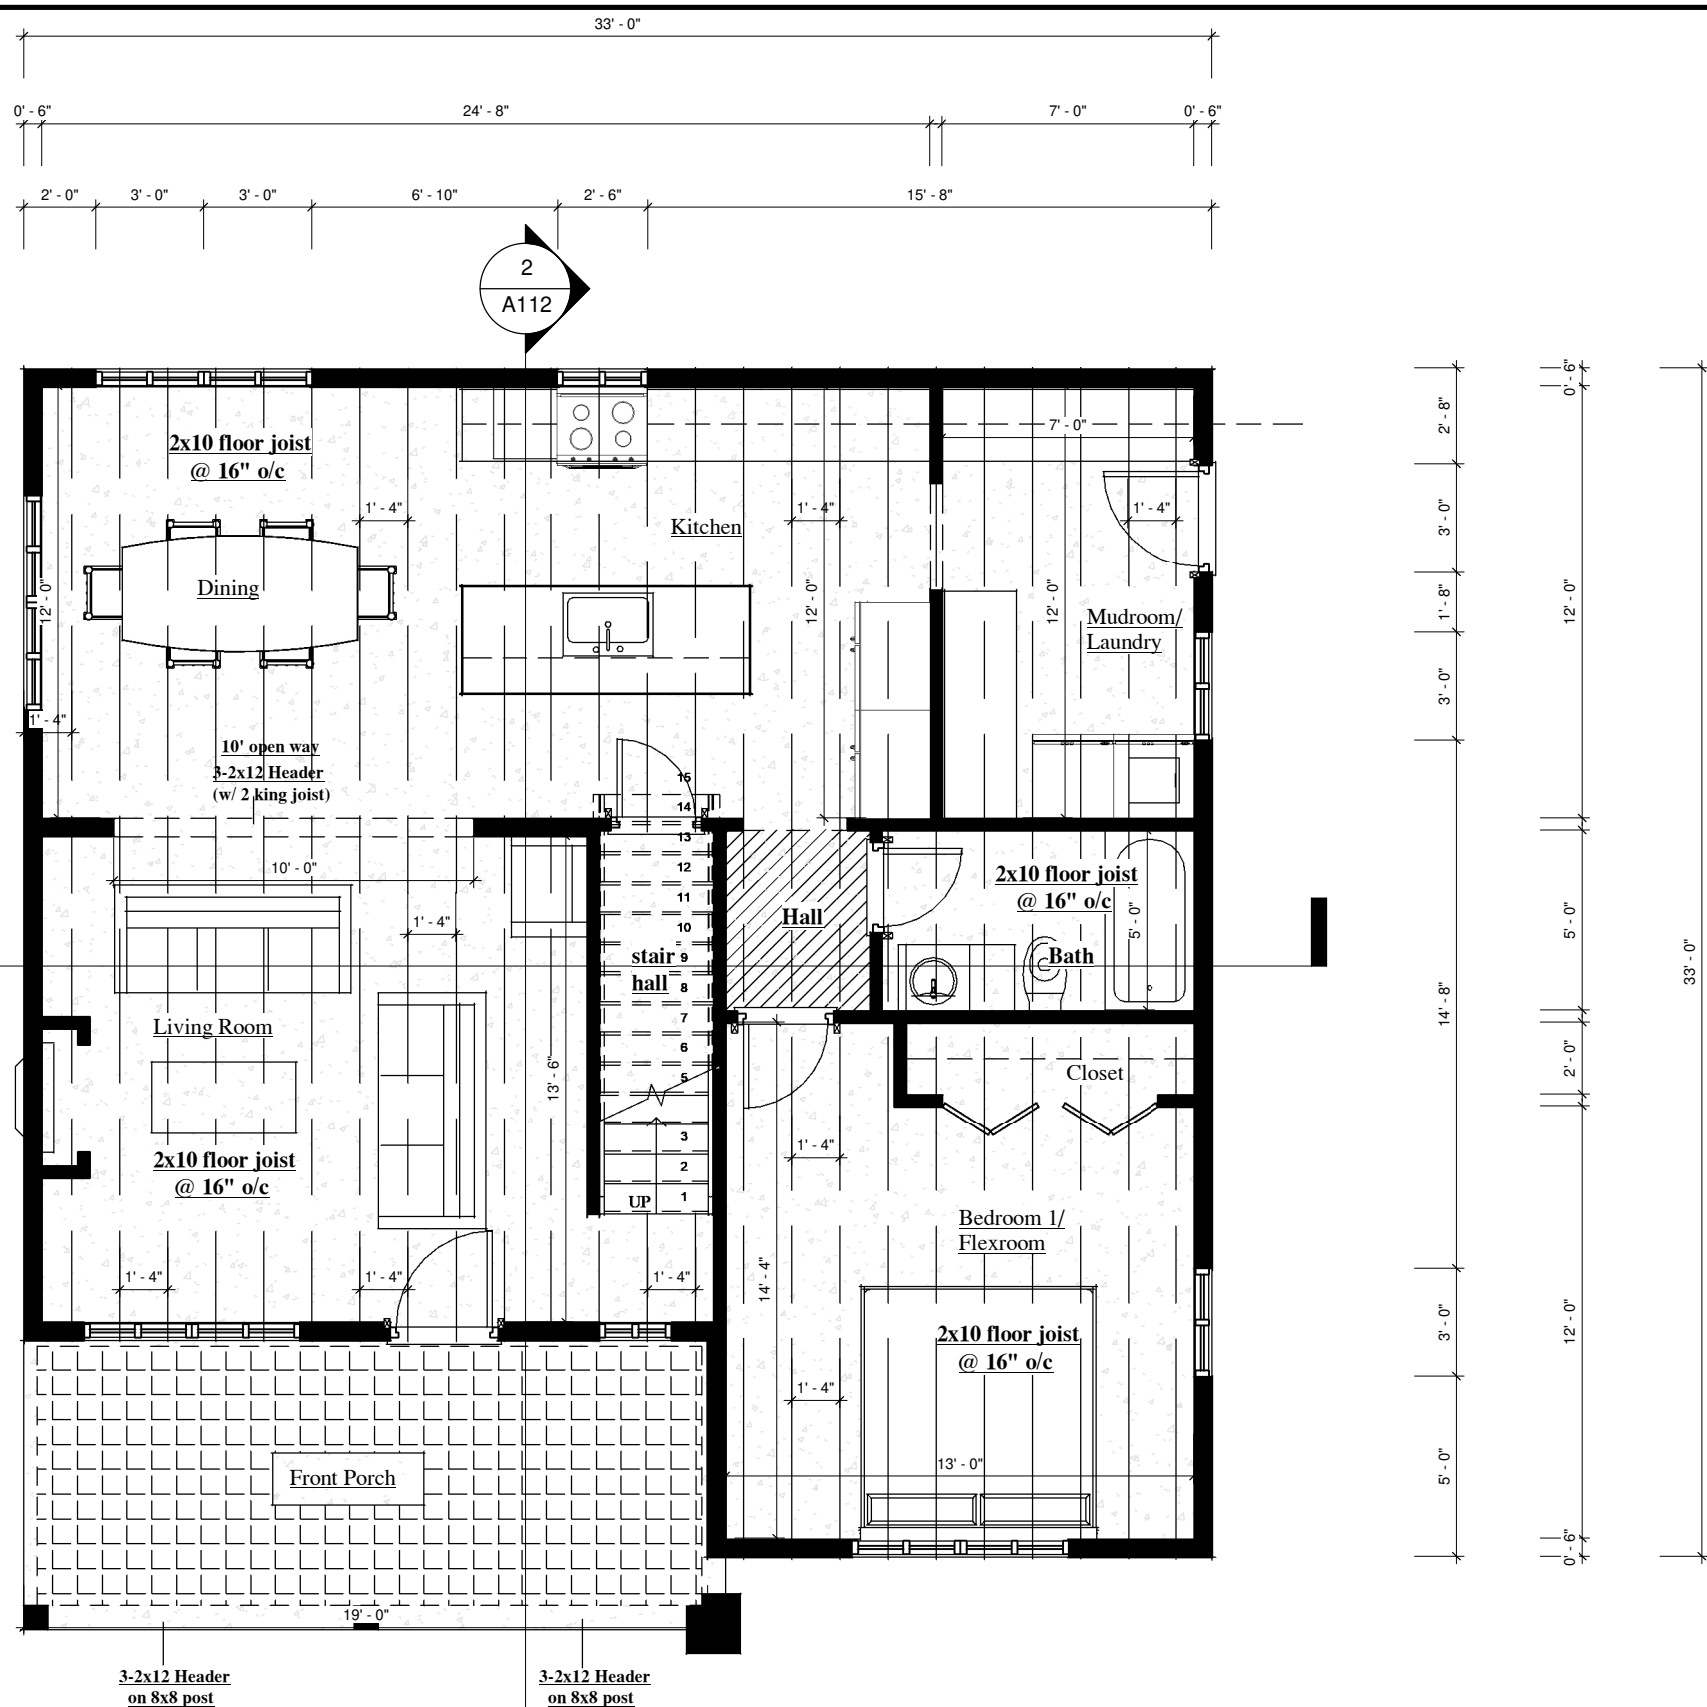 33' - 0"
0' - 6"
24' - 8"
7' - 0"
0' - 6"
2' - 0"
3' - 0"
3' - 0"
6' - 10"
2' - 6"
15' - 8"
2
A112
0' - 6"
2' - 8"
7' - 0"
2x10 floor joist
@ 16" o/c
1' - 4"
1' - 4"
1' - 4"
3' - 0"
Kitchen
Dining
12' - 0"
12' - 0"
12' - 0"
1' - 8"
12' - 0"
Mudroom/
Laundry
3' - 0"
1' - 4"
10' open way
3-2x12 Header
(w/ 2 king joist)
15
14
13
12
11
10
9
8
7
6
5
3
2
1
10' - 0"
2x10 floor joist
@ 16" o/c
1' - 4"
Hall
5' - 0"
5' - 0"
stair
hall
Bath
33' - 0"
14' - 8"
Living Room
13' - 6"
Closet
2' - 0"
1' - 4"
2x10 floor joist
@ 16" o/c
UP
Bedroom 1/
Flexroom
1' - 4"
1' - 4"
1' - 4"
14' - 4"
3' - 0"
12' - 0"
2x10 floor joist
@ 16" o/c
1' - 4"
13' - 0"
5' - 0"
Front Porch
0' - 6"
19' - 0"
3-2x12 Header
on 8x8 post
3-2x12 Header
on 8x8 post